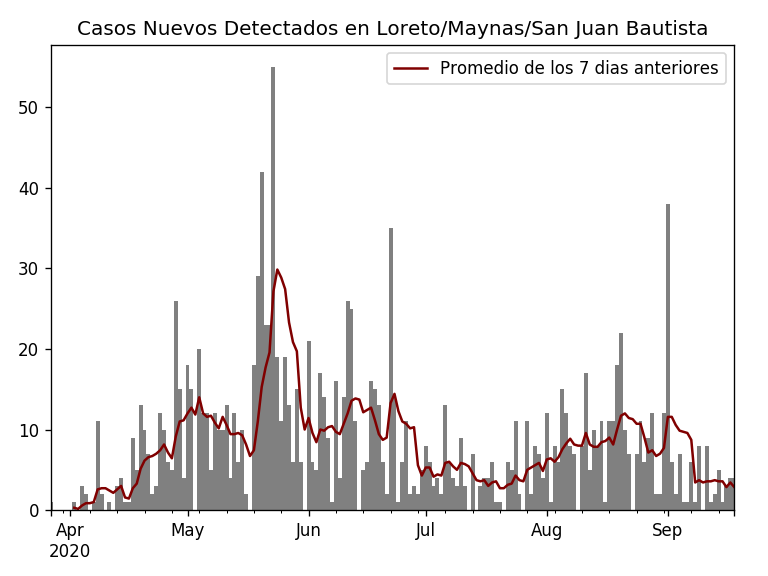 Casos Nuevos Detectados en Loreto/Maynas/San Juan Bautista
Promedio de los 7 dias anteriores
50
40
30
20
10
0
Apr May Jun Jul Aug Sep
2020